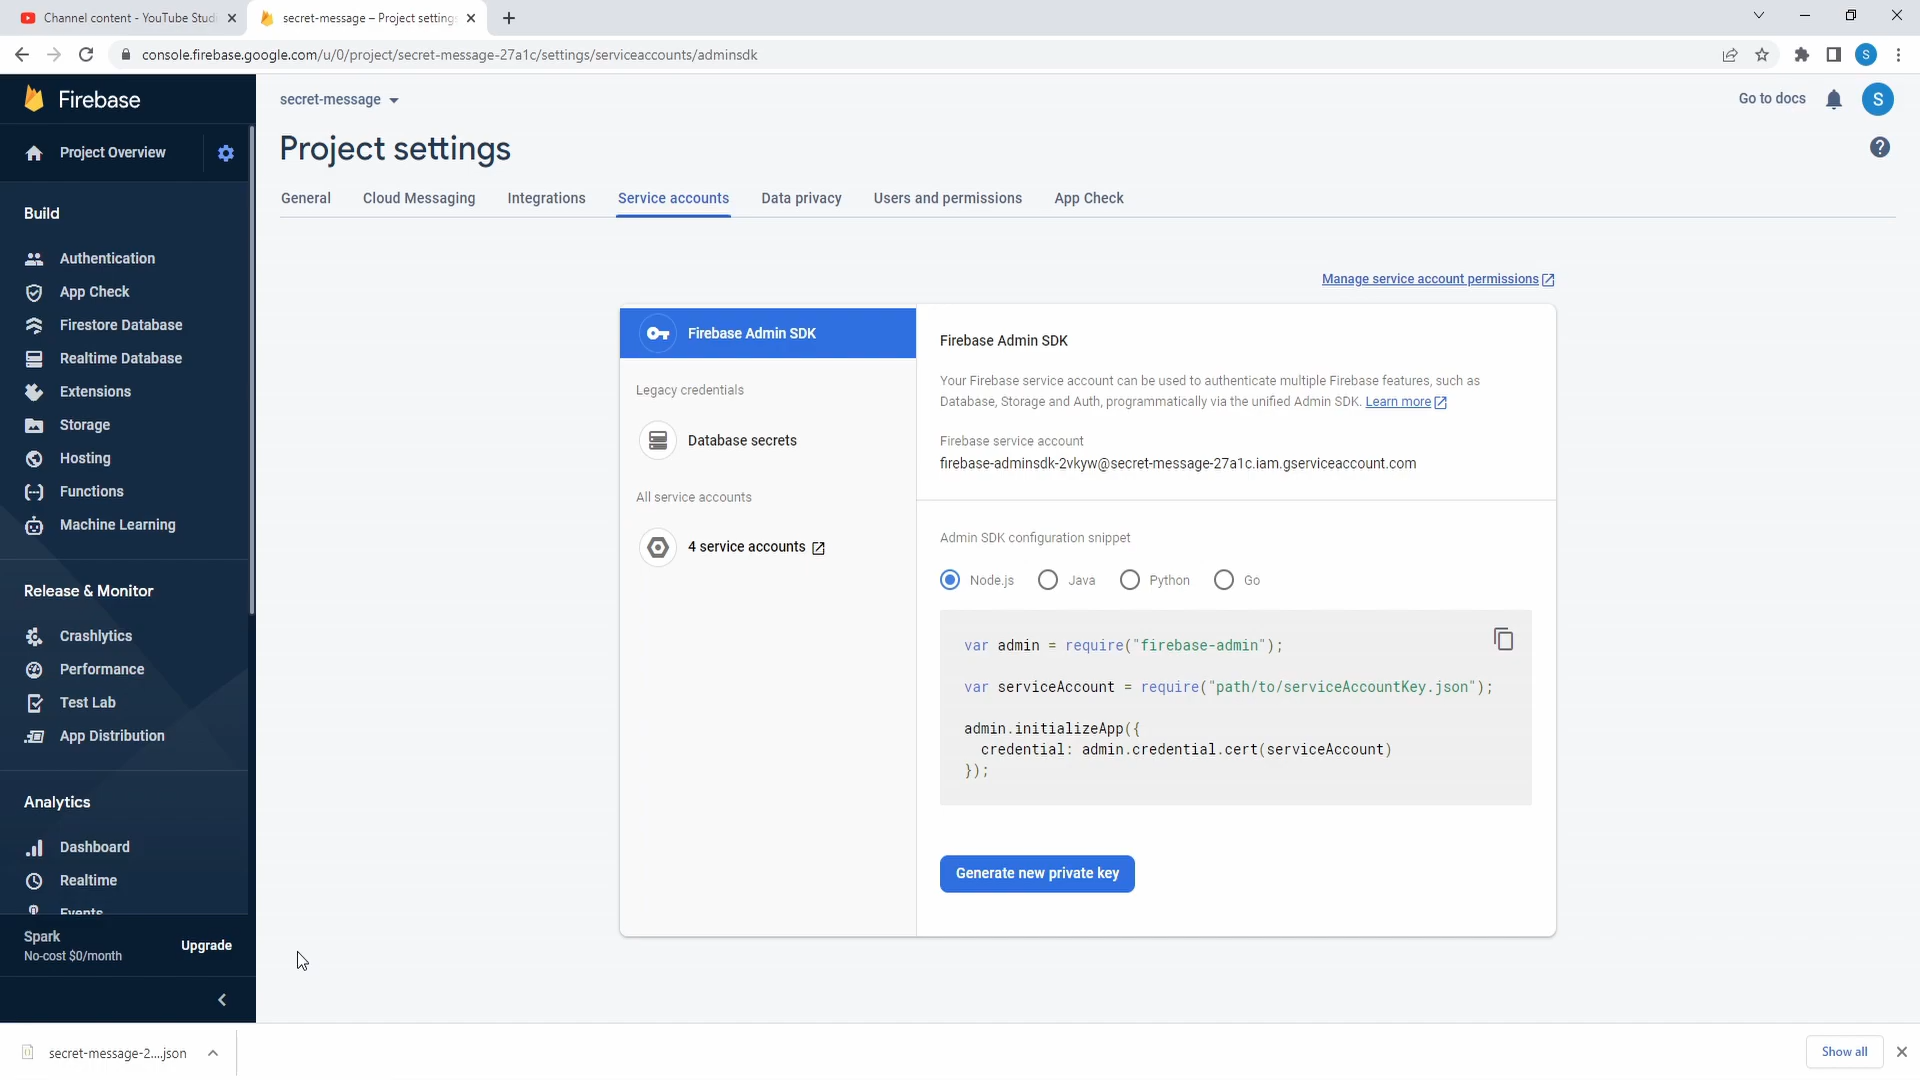 Channel content - YouTube Studi
secret-message – Project settings
console.firebase.google.com/u/0/project/secret-message-27a1c/settings/serviceaccounts/adminsdk
S
Firebase
secret-message
Go to docs
S
Project Overview
Project settings
General
Cloud Messaging
Integrations
Service accounts
Data privacy
Users and permissions
App Check
Build
Authentication
App Check
Firestore Database
Realtime Database
Extensions
Storage
Hosting
Functions
Machine Learning
Release & Monitor
Crashlytics
Performance
Test Lab
App Distribution
Analytics
Dashboard
Realtime
Events
Spark
No-cost $0/month
Upgrade
Manage service account permissions
Firebase Admin SDK
Legacy credentials
Database secrets
All service accounts
4 service accounts
Firebase Admin SDK
Your Firebase service account can be used to authenticate multiple Firebase features, such as
Database, Storage and Auth, programmatically via the unified Admin SDK. Learn more
Firebase service account
firebase-adminsdk-2vkyw@secret-message-27a1c.iam.gserviceaccount.com
Admin SDK configuration snippet
Node.js
Java
Python
Go
var admin = require("firebase-admin");
var serviceAccount = require("path/to/serviceAccountKey.json");
admin.initializeApp({
credential: admin.credential.cert(serviceAccount)
});
Generate new private key
secret-message-2....json
Show all